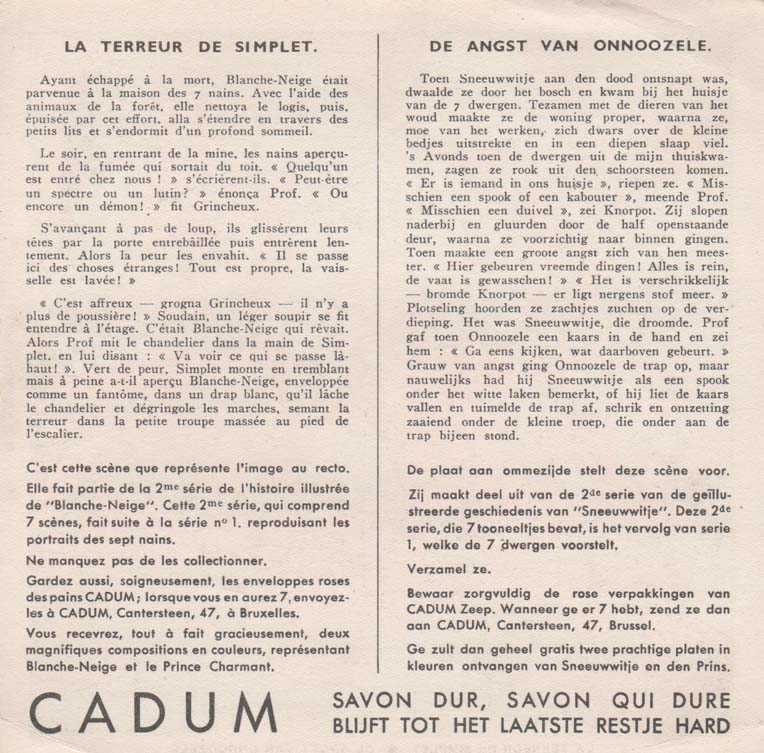 LA TERREUR DE SIMPLET.
Ayant échappé à la mort, Blanche-Neige était
parvenue à la maison des 7 nains. Avec l'aide des
animaux de la forêt, elle nettoya le logis, puis,
épuisée par cet effort, alla s'étendre en travers des
petits lits et s'endormit d'un profond sommeil.
Le soir, en rentrant de la mine, les nains aperçu-
rent de la fumée qui sortait du toit. « Quelqu'un
est entré chez nous ! » s'écrièrent-ils. « Peut-être
un spectre ou un lutin? » énonça Prof. « Ou
encore un démon! » fit Grincheux.
S'avançant à pas de loup, ils glissèrent leurs
têtes par la porte entrebâillée puis entrèrent len-
tement. Alors la peur les envahit. « Il se passe
ici des choses étranges! Tout est propre, la vais-
selle est lavée! »
« C'est affreux — grogna Grincheux — il n'y a
plus de poussière! » Soudain, un léger soupir se fit
entendre à l'étage. C'était Blanche-Neige qui rêvait.
Alors Prof mit le chandelier dans la main de Sim-
plet, en lui disant : « Va voir ce qui se passe là-
haut! ». Vert de peur, Simplet monte en tremblant
mais à peine a-t-il aperçu Blanche-Neige, enveloppée
comme un fantôme, dans un drap blanc, qu'il lâche
le chandelier et dégringole les marches, semant la
terreur dans la petite troupe massée au pied de
l'escalier.
C'est cette scène que représente l'image au recto.
Elle fait partie de la 2me série de l'histoire illustrée
de "Blanche-Neige". Cette 2me série, qui comprend
7 scènes, fait suite à la série no 1, reproduisant les
portraits des sept nains.
Ne manquez pas de les collectionner.
Gardez aussi, soigneusement, les enveloppes roses
des pains CADUM; lorsque vous en aurez 7, envoyez-
les à CADUM, Cantersteen, 47, à Bruxelles.
Vous recevrez, tout à fait gracieusement, deux
magnifiques compositions en couleurs, représentant
Blanche-Neige et le Prince Charmant.
DE ANGST VAN ONNOOZELE.
Toen Sneeuwwitje aan den dood ontsnapt was,
dwaalde ze door het bosch en kwam bij het huisje
van de 7 dwergen. Tezamen met de dieren van het
woud maakte ze de woning proper, waarna ze,
moe van het werken, zich dwars over de kleine
bedjes uitstrekte en in een diepen slaap viel.
's Avonds toen de dwergen uit de mijn thuiskwa-
men, zagen ze rook uit den schoorsteen komen.
« Er is iemand in ons huisje », riepen ze. « Mis-
schien een spook of een kabouter », meende Prof.
« Misschien een duivel », zei Knorpot. Zij slopen
naderbij en gluurden door de half openstaande
deur, waarna ze voorzichtig naar binnen gingen.
Toen maakte een groote angst zich van hen mees-
ter. « Hier gebeuren vreemde dingen! Alles is rein,
de vaat is gewasschen! » « Het is verschrikkelijk
— bromde Knorpot — er ligt nergens stof meer. »
Plotseling hoorden ze zachtjes zuchten op de ver-
dieping. Het was Sneeuwwitje, die droomde. Prof
gaf toen Onnoozele een kaars in de hand en zei
hem : « Ga eens kijken, wat daarboven gebeurt. »
Grauw van angst ging Onnoozele de trap op, maar
nauwelijks had hij Sneeuwwitje als een spook
onder het witte laken bemerkt, of hij liet de kaars
vallen en tuimelde de trap af, schrik en ontzetting
zaaiend onder de kleine troep, die onder aan de
trap bijeen stond.
De plaat aan ommezijde stelt deze scène voor.
Zij maakt deel uit van de 2de serie van de geïllu-
streerde geschiedenis van "Sneeuwwitje". Deze 2de
serie, die 7 tooneeltjes bevat, is het vervolg van serie
1, welke de 7 dwergen voorstelt.
Verzamel ze.
Bewaar zorgvuldig de rose verpakkingen van
CADUM Zeep. Wanneer ge er 7 hebt, zend ze dan
aan CADUM, Cantersteen, 47, Brussel.
Ge zult dan geheel gratis twee prachtige platen in
kleuren ontvangen van Sneeuwwitje en den Prins.
CADUM
SAVON DUR, SAVON QUI DURE
BLIJFT TOT HET LAATSTE RESTJE HARD